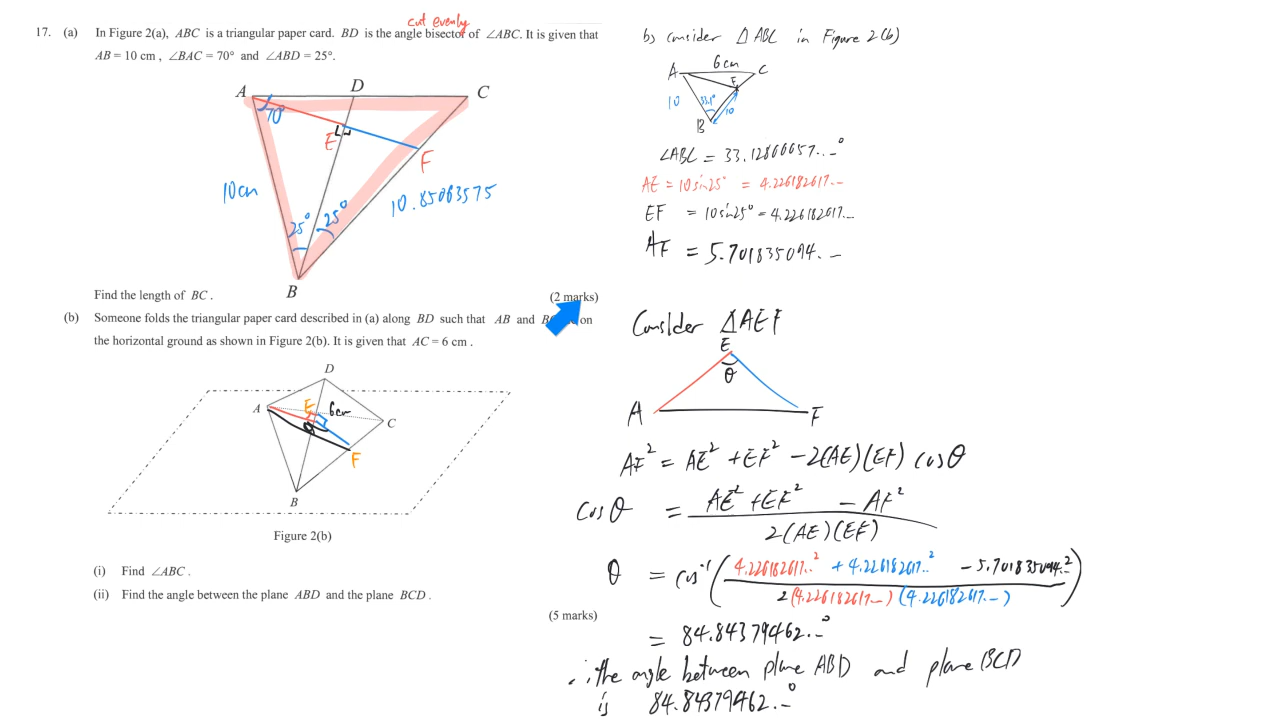 cut evenly
17. (a) In Figure 2(a), ABC is a triangular paper card. BD is the angle bisector of ∠ABC. It is given that
AB = 10 cm , ∠BAC = 70° and ∠ABD = 25°.
A D C
70°
E
F
10cm
10.85083575
25° 25°
B
Find the length of BC . (2 marks)
(b) Someone folds the triangular paper card described in (a) along BD such that AB and on
the horizontal ground as shown in Figure 2(b). It is given that AC = 6 cm .
D
A E 6cm
C
θ
F
B
Figure 2(b)
(i) Find ∠ABC .
(ii) Find the angle between the plane ABD and the plane BCD .
(5 marks)
b) consider △ABC in Figure 2(b)
6cm
A C
F
10 33.1° 10
B
∠ABC = 33.12800057...°
AE = 10sin25° = 4.226182617...
EF = 10sin25° = 4.226182617...
AF = 5.701835094...
Consider △AEF
E
θ
A F
AF² = AE² + EF² - 2(AE)(EF) cosθ
cosθ = AE² + EF² - AF²
2(AE)(EF)
θ = cos⁻¹(4.226182617..² + 4.226182617..² - 5.701835094..²
2(4.226182617...)(4.226182617...))
= 84.84379462...°
∴ the angle between plane ABD and plane BCD
is 84.84379462...°